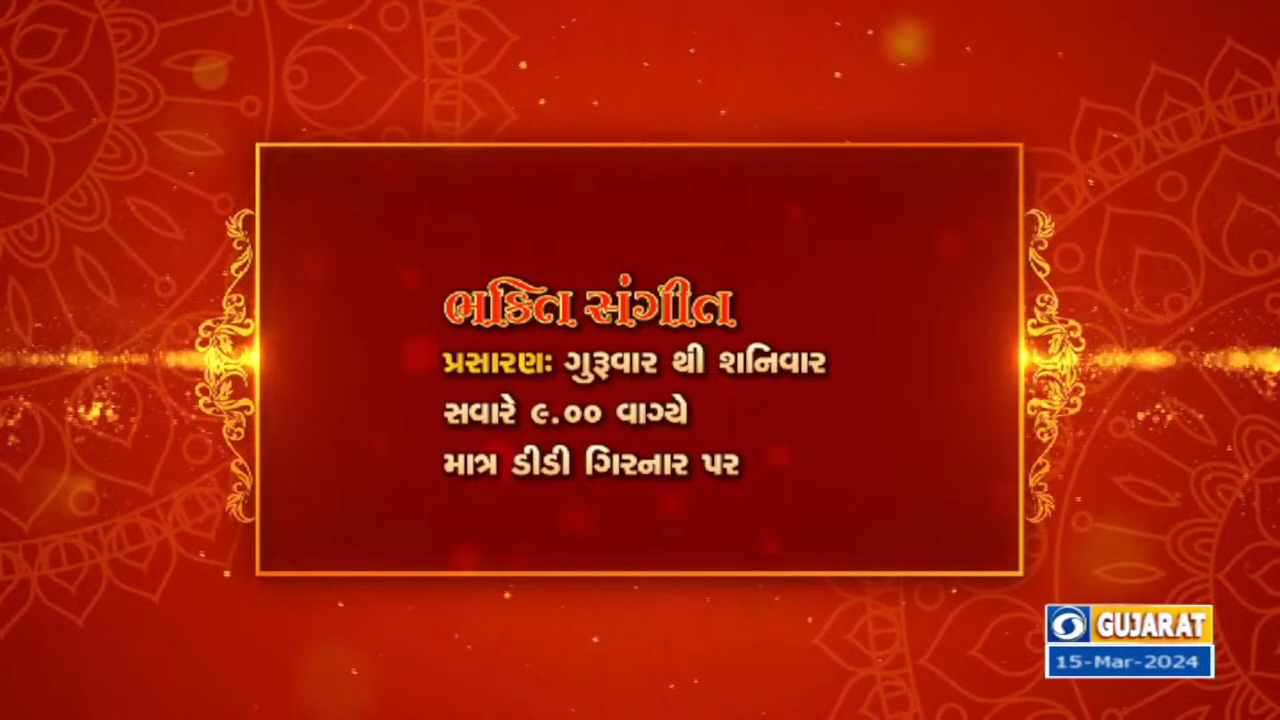 ભક્તિ સંગીત
પ્રસારણઃ ગુરૂવાર થી શનિવાર
સવારે ૯.૦૦ વાગ્યે
માત્ર ડીડી ગિરનાર પર
GUJARAT
15-Mar-2024